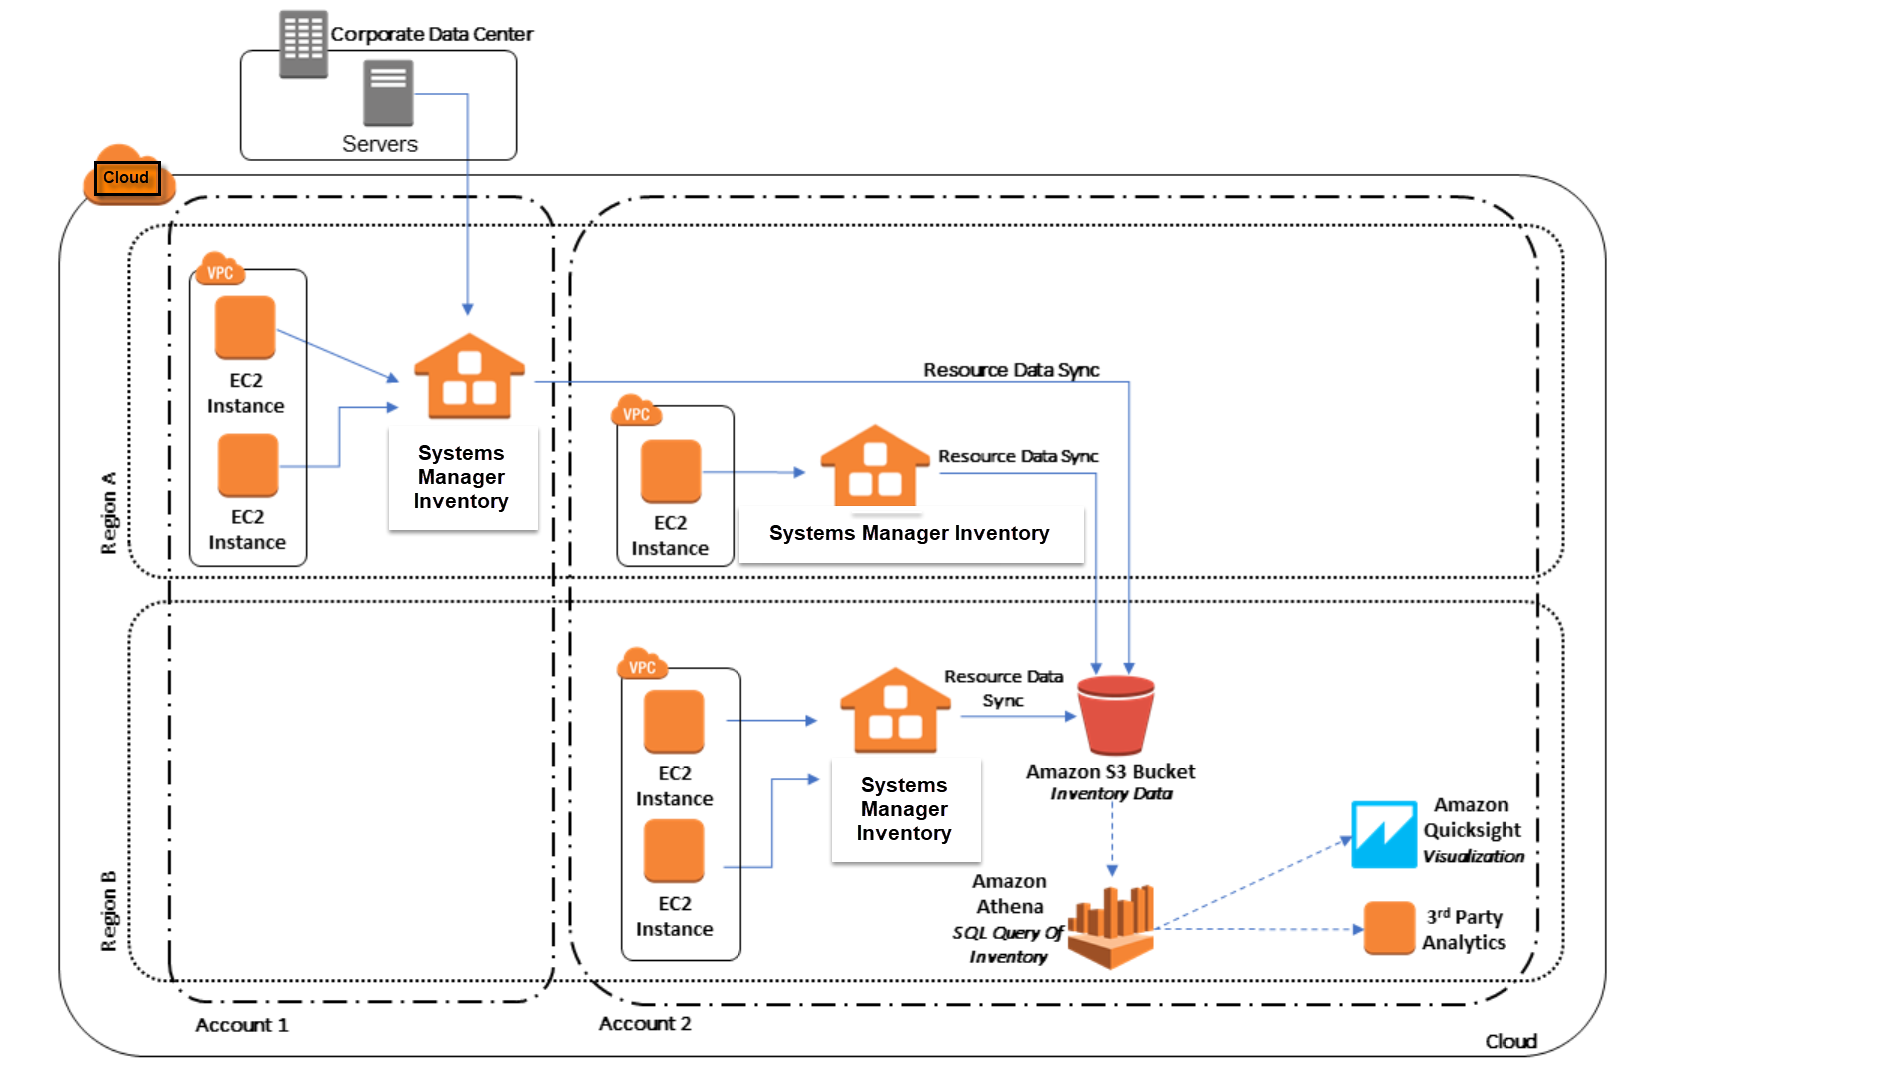 Corporate Data Center
Servers
Cloud
VPC
EC2
Instance
EC2
Instance
Systems
Manager
Inventory
Region A
Resource Data Sync
VPC
EC2
Instance
Resource Data Sync
Systems Manager Inventory
VPC
EC2
Instance
EC2
Instance
Systems
Manager
Inventory
Region B
Resource Data
Sync
Amazon S3 Bucket
Inventory Data
Amazon
Athena
SQL Query Of
Inventory
Amazon
Quicksight
Visualization
3rd Party
Analytics
Account 1
Account 2
Cloud